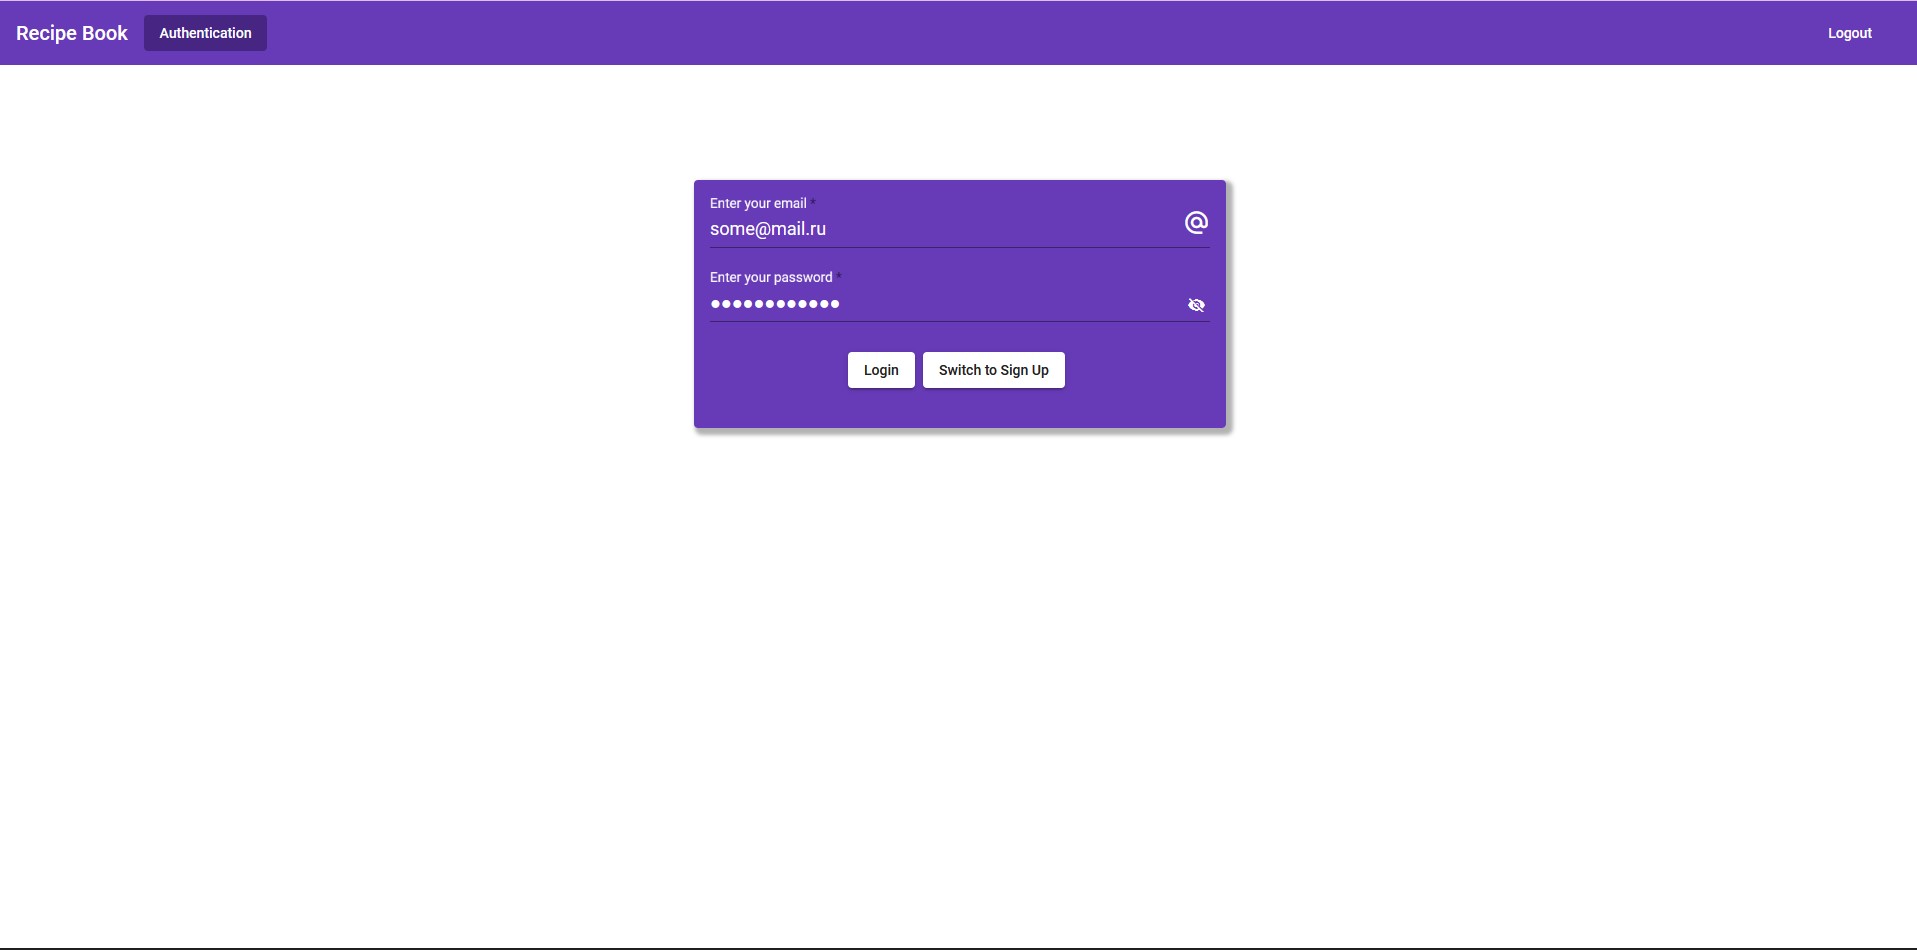 Recipe Book Authentication Logout
Enter your email *
some@mail.ru
Enter your password *
●●●●●●●●●●●●
Login Switch to Sign Up